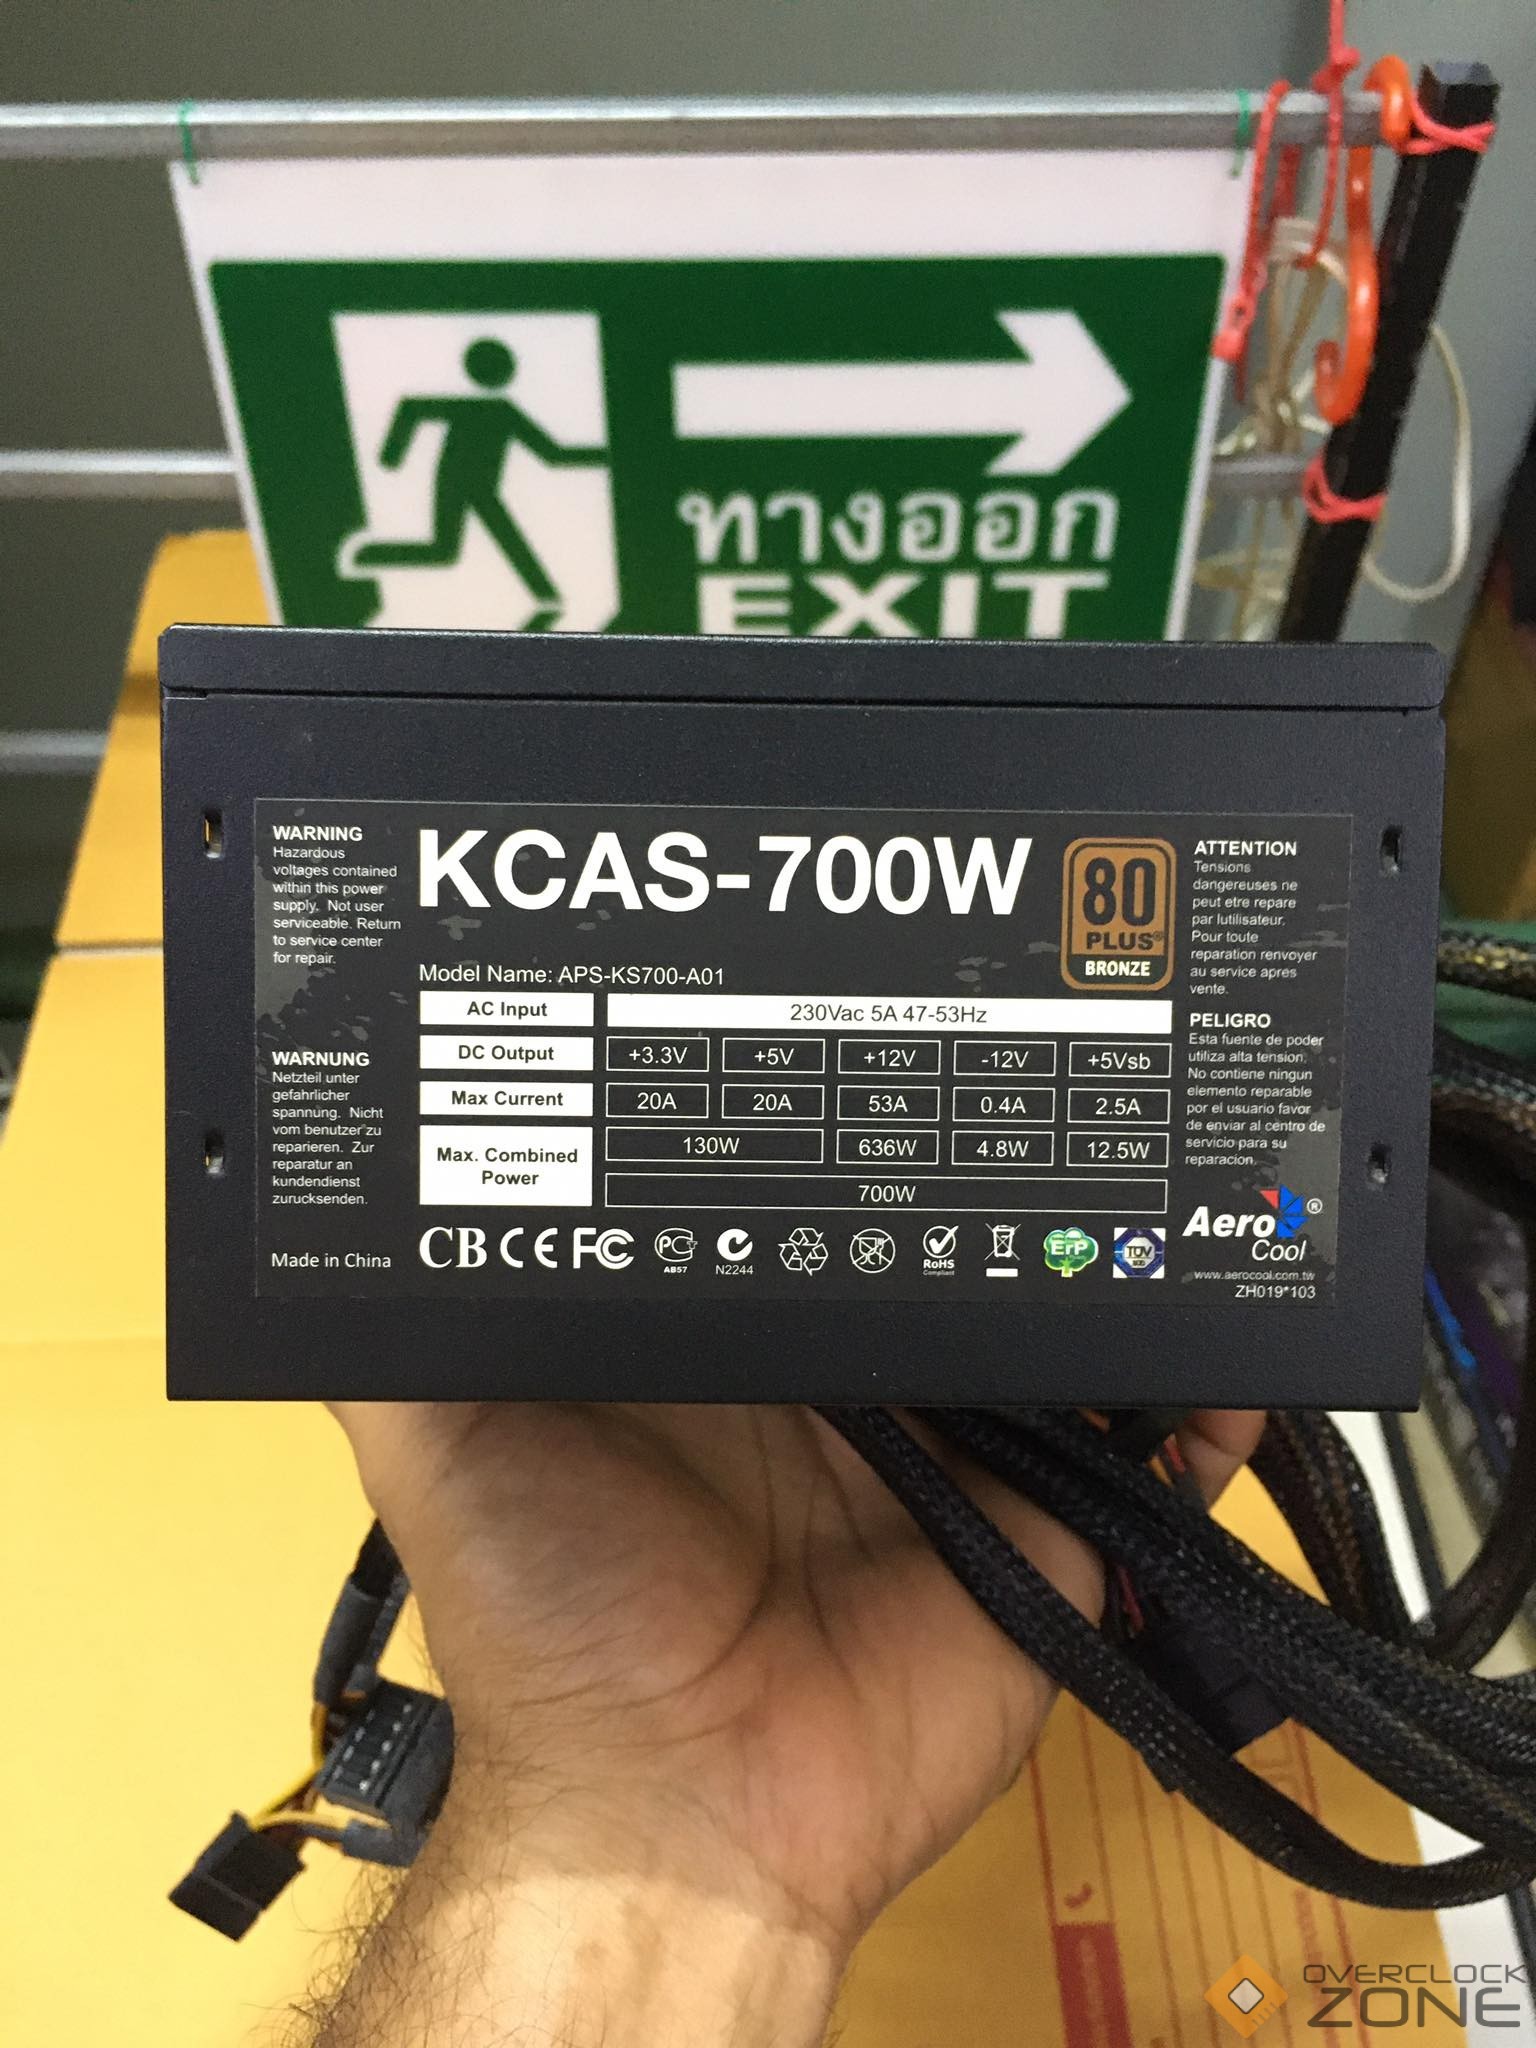 ทางออก
EXIT
WARNING
Hazardous
voltages contained
within this power
supply. Not user
serviceable. Return
to service center
for repair.
WARNUNG
Netzteil unter
gefahrlicher
spannung. Nicht
vom benutzer zu
reparieren. Zur
reparatur an
kundendienst
zurucksenden.
Made in China
KCAS-700W
80
PLUS®
BRONZE
Model Name: APS-KS700-A01
AC Input 230Vac 5A 47-53Hz
DC Output +3.3V +5V +12V -12V +5Vsb
Max Current 20A 20A 53A 0.4A 2.5A
Max. Combined
Power
130W 636W 4.8W 12.5W
700W
CB CE FC PG
AB57
N2244
RoHS
Compliant
ErP
TÜV
ATTENTION
Tensions
dangereuses ne
peut etre repare
par lutilisateur.
Pour toute
reparation renvoyer
au service apres
vente.
PELIGRO
Esta fuente de poder
utiliza alta tension.
No contiene ningun
elemento reparable
por el usuario favor
de enviar al centro de
servicio para su
reparacion.
Aero
Cool
®
www.aerocool.com.tw
ZH019*103
OVERCLOCK
ZONE